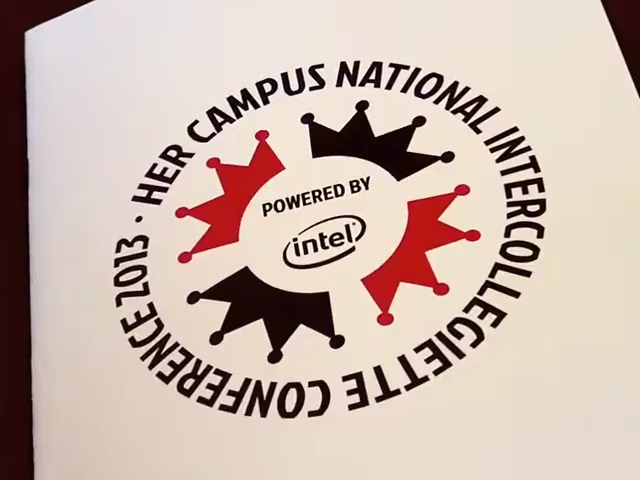 HER CAMPUS NATIONAL INTERCOLLEGIETTE CONFERENCE 2013 ·
POWERED BY
intel